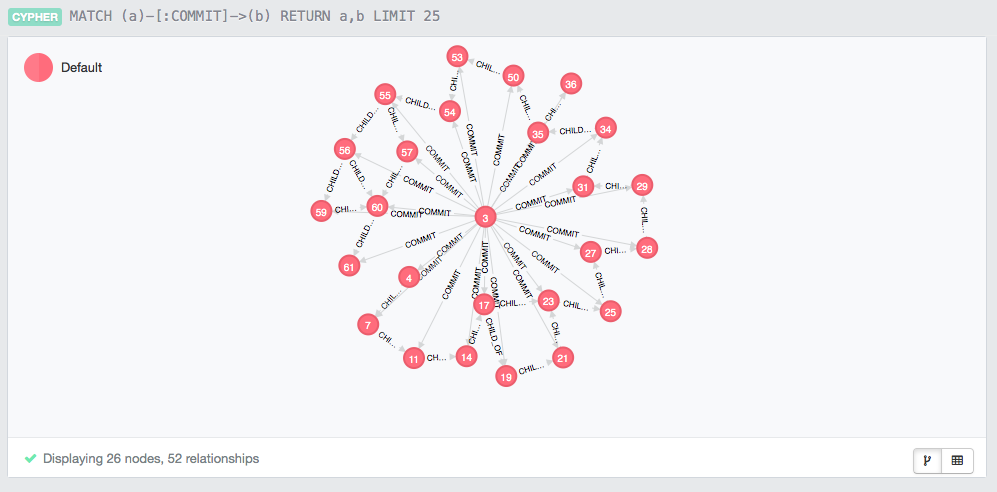 CYPHER MATCH (a)-[:COMMIT]->(b) RETURN a,b LIMIT 25
Default
53
CHIL...
50
36
CHI...
CHIL...
CHI...
55
CHILD...
54
35
CHILD...
34
CHILD...
CHIL...
COMMIT
COMMIT
COMMIT
COMMIT
COMMIT
56
57
COMMIT
COMMIT
CHIL...
CHILD...
CHIL...
COMMIT
31
CHI...
29
CHILD...
COMMIT
COMMIT
59
CHI...
60
COMMIT
COMMIT
3
CHIL...
CHILD...
COMMIT
COMMIT
COMMIT
COMMIT
27
CHI...
28
61
4
COMMIT
COMMIT
COMMIT
COMMIT
CHIL...
COMMIT
COMMIT
COMMIT
COMMIT
CHIL...
17
CHIL...
23
CHIL...
25
7
CHI...
CHI...
CHILD_OF
CHI...
11
CH...
14
21
19
CHIL...
Displaying 26 nodes, 52 relationships